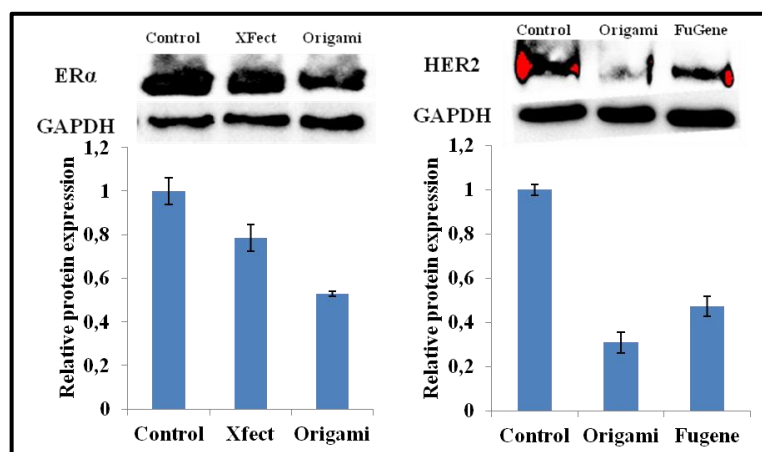 Control XFect Origami
ERα
GAPDH
1,2
1
0,8
0,6
0,4
0,2
0
Relative protein expression
Control Xfect Origami
Control Origami FuGene
HER2
GAPDH
1,2
1
0,8
0,6
0,4
0,2
0
Relative protein expression
Control Origami Fugene